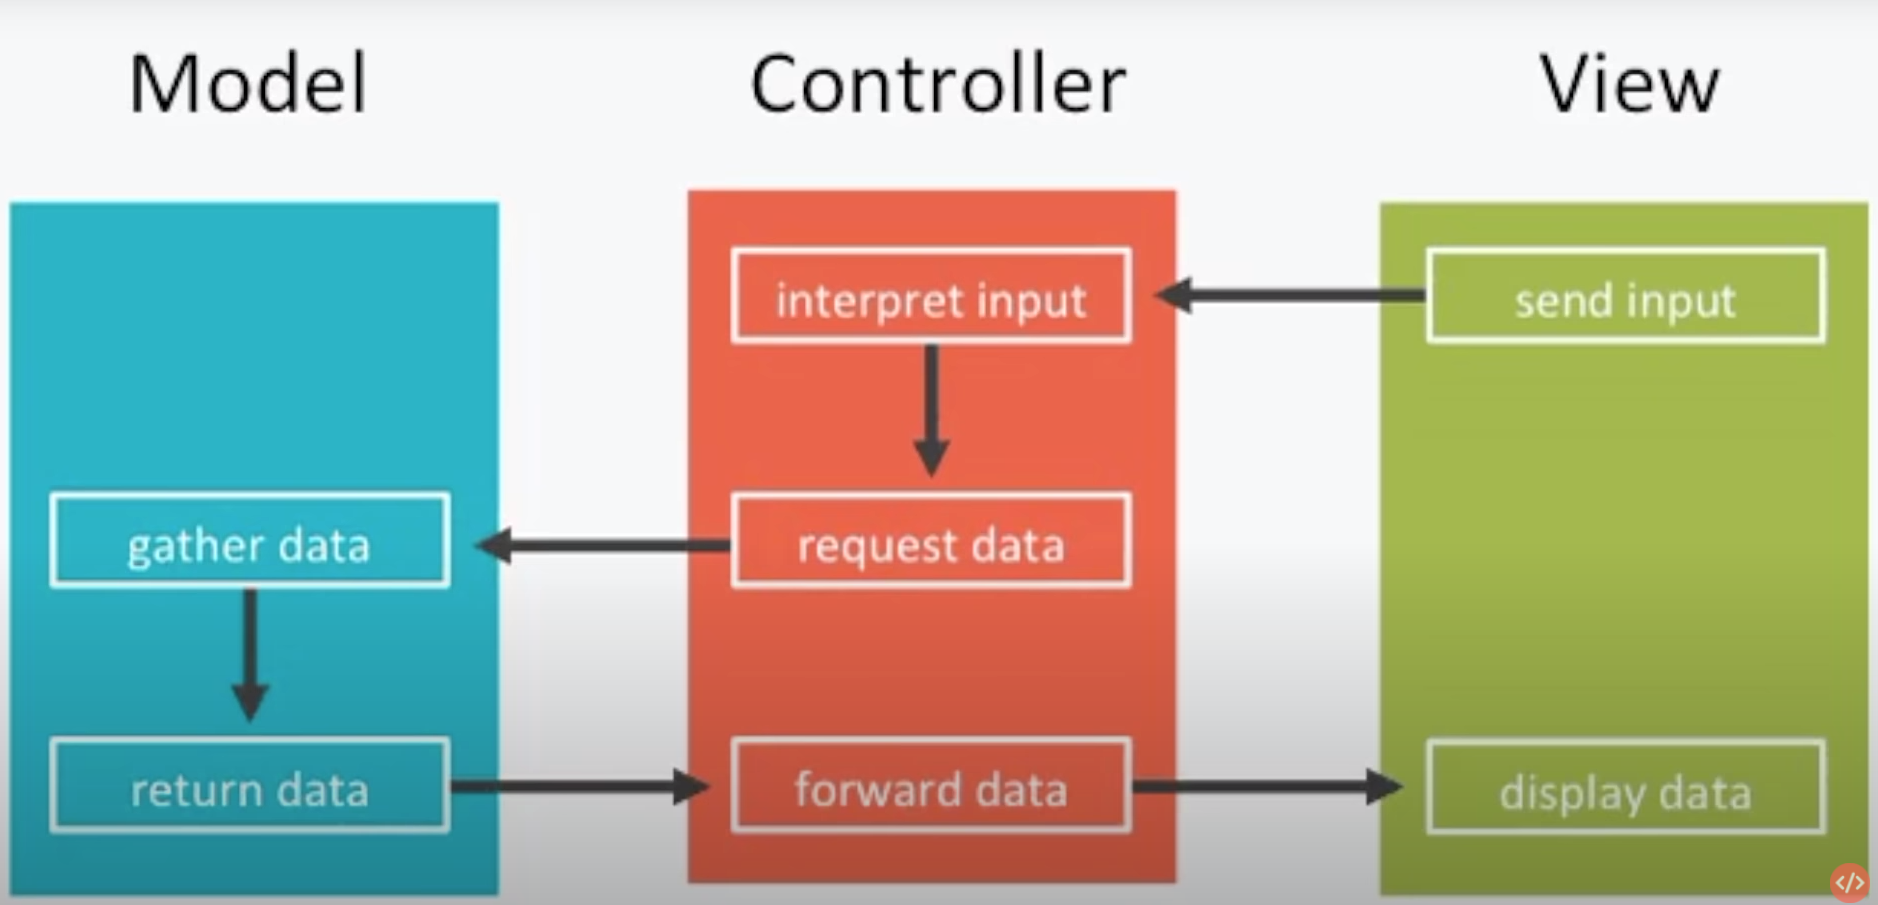 Model
Controller
View
interpret input
send input
gather data
request data
return data
forward data
display data
</>